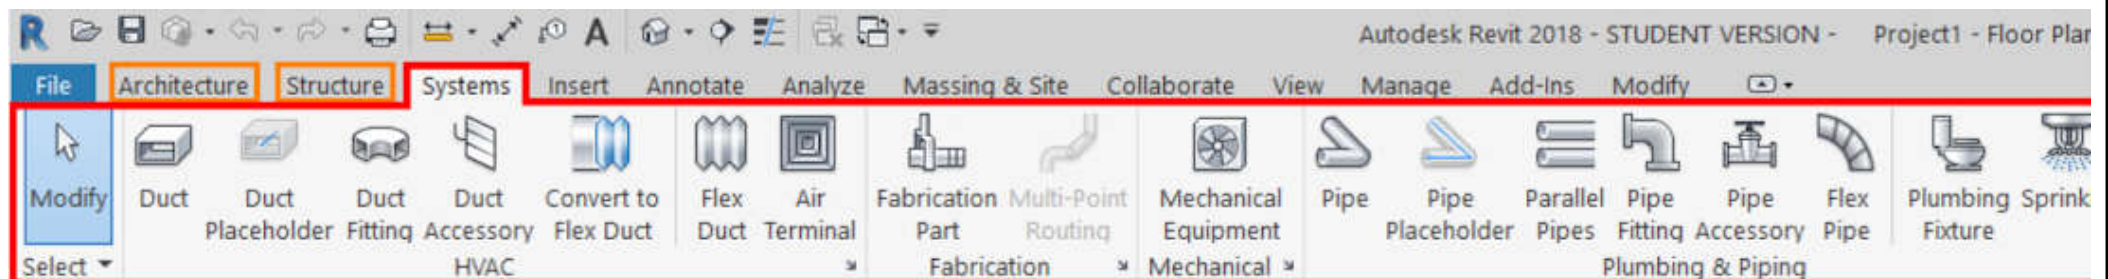 Autodesk Revit 2018 - STUDENT VERSION - Project1 - Floor Plan
File Architecture Structure Systems Insert Annotate Analyze Massing & Site Collaborate View Manage Add-Ins Modify
Modify Duct Duct Duct Duct Convert to Flex Air Fabrication Multi-Point Mechanical Pipe Pipe Parallel Pipe Pipe Flex Plumbing Sprink
Placeholder Fitting Accessory Flex Duct Duct Terminal Part Routing Equipment Placeholder Pipes Fitting Accessory Pipe Fixture
Select HVAC Fabrication Mechanical Plumbing & Piping